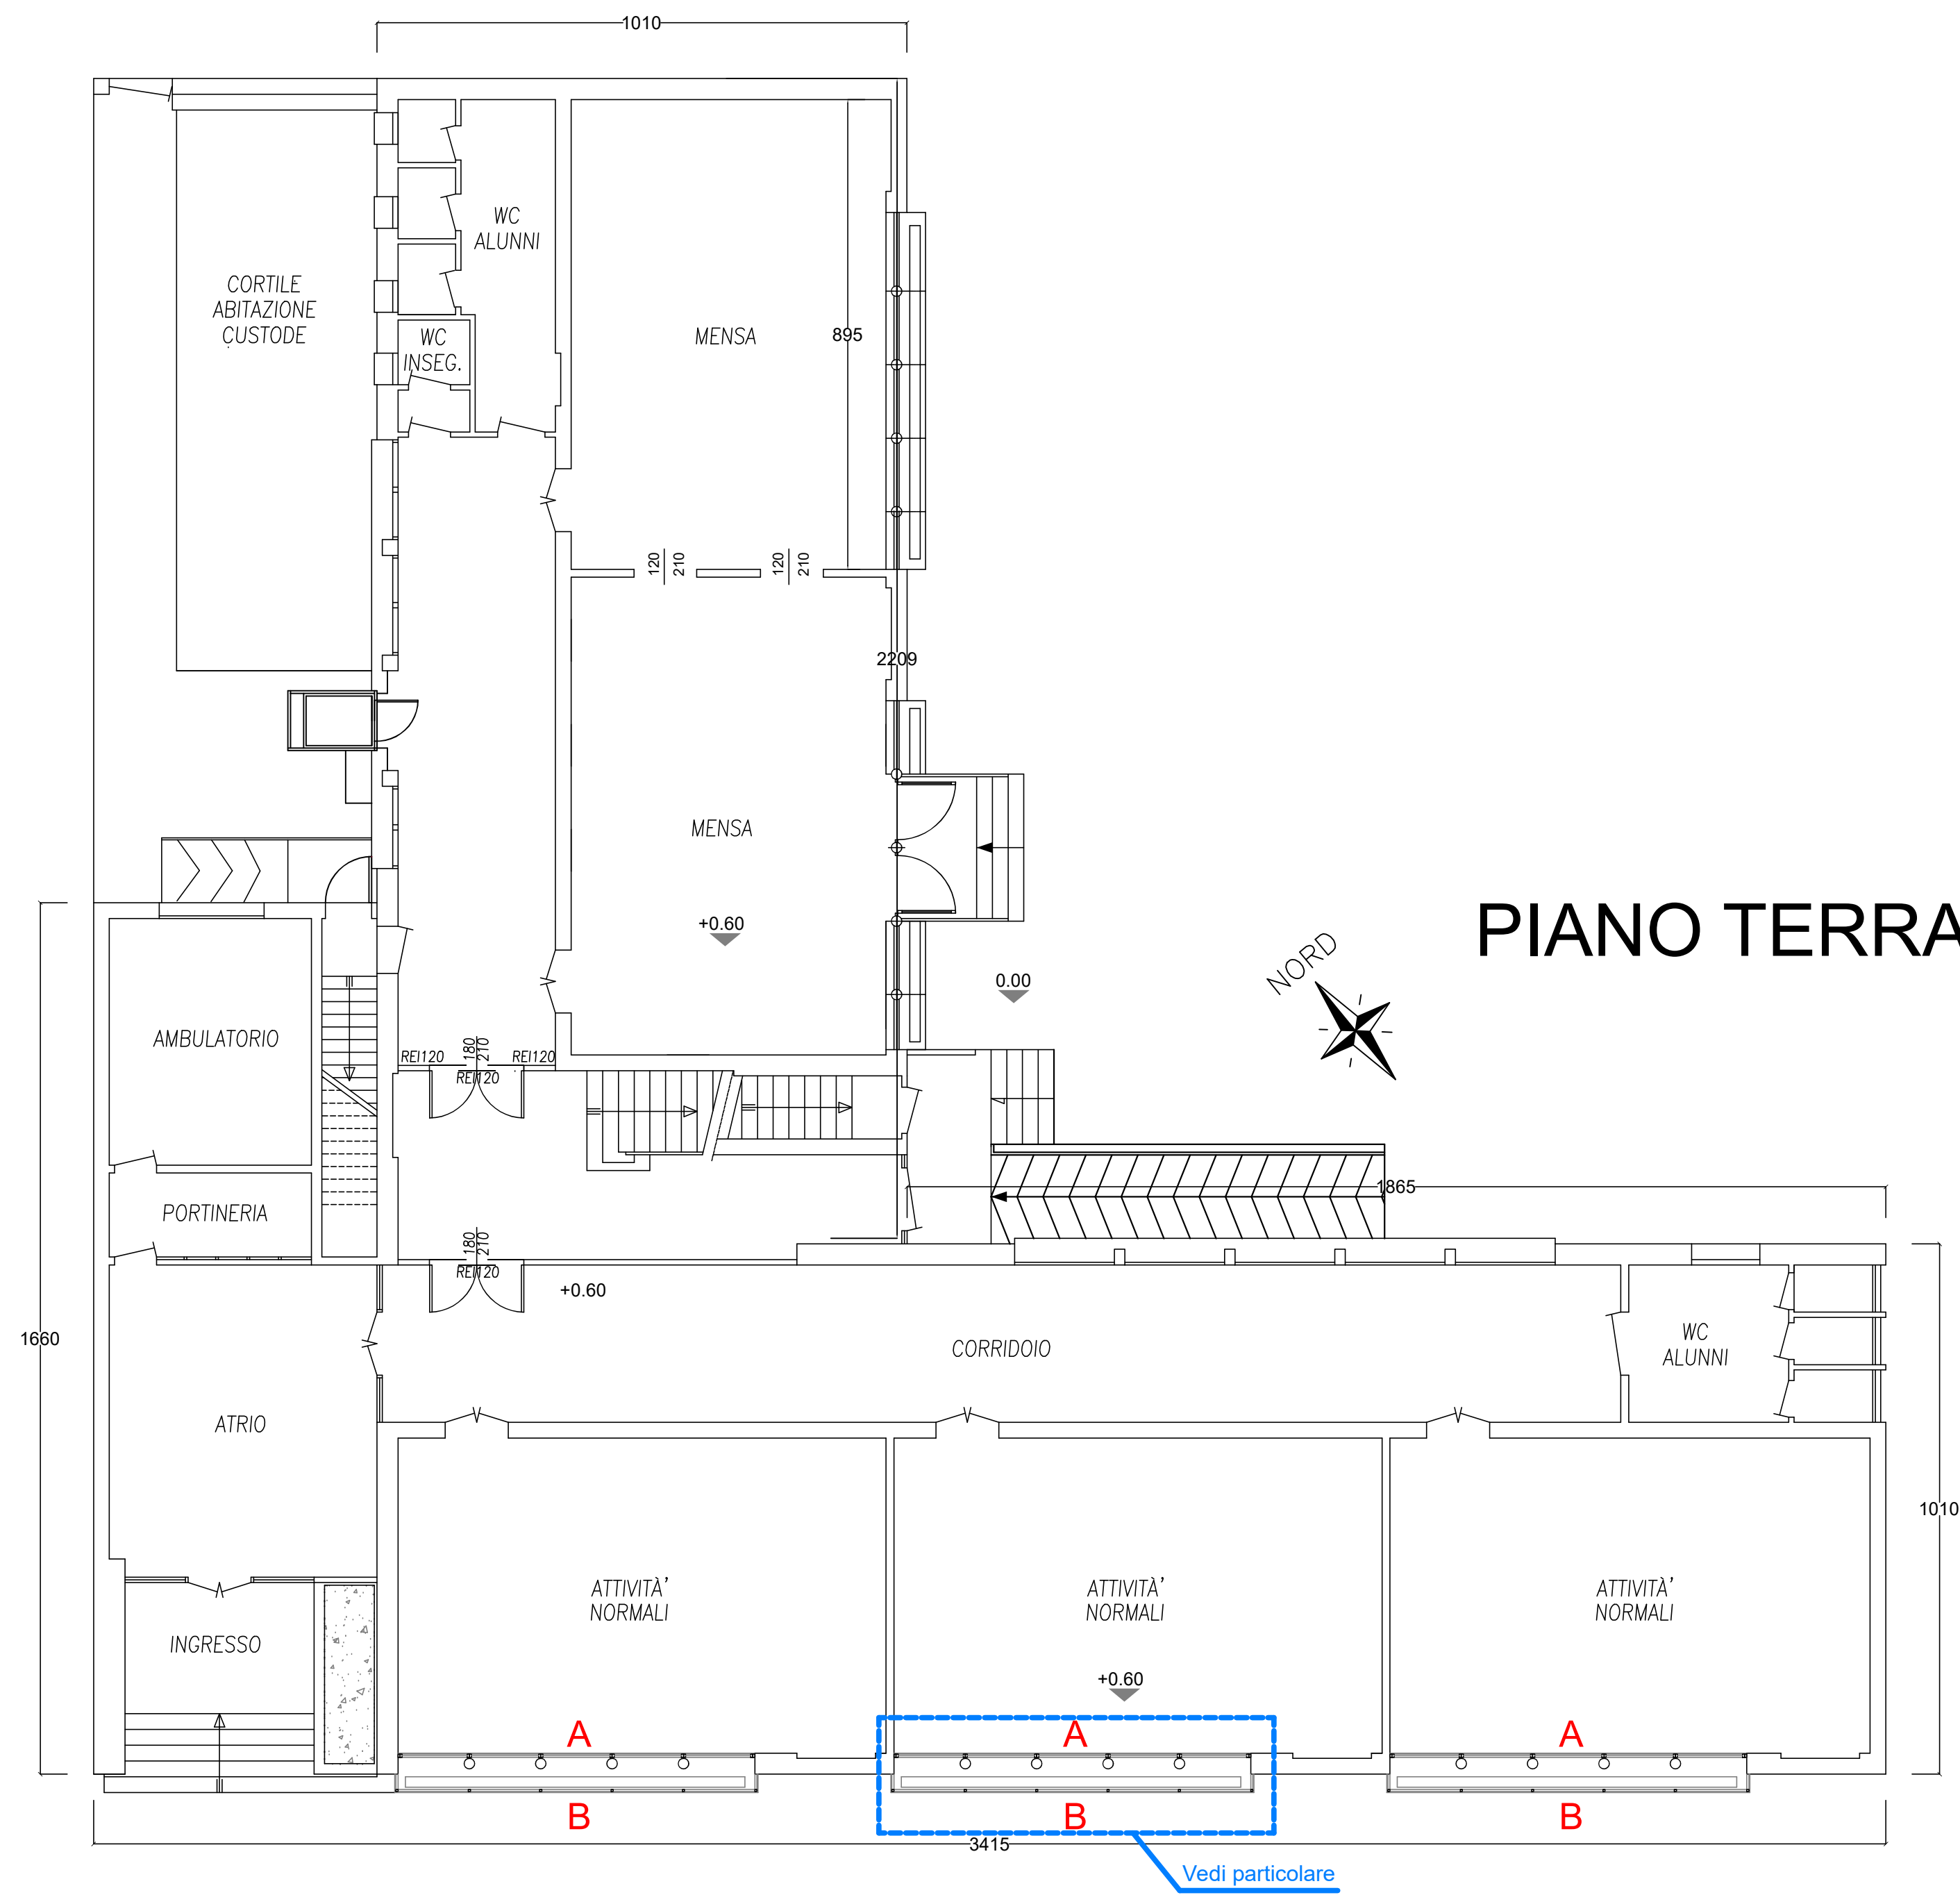 1010
WC
ALUNNI
CORTILE
ABITAZIONE
CUSTODE
WC
INSEG.
MENSA
895
120
210
120
210
2209
MENSA
+0.60
PIANO TERRA
NORD
0.00
AMBULATORIO
REI120
180
210
REI120
REI120
1865
PORTINERIA
180
210
REI120
+0.60
1660
CORRIDOIO
WC
ALUNNI
ATRIO
1010
ATTIVITÀ'
NORMALI
ATTIVITÀ'
NORMALI
ATTIVITÀ'
NORMALI
INGRESSO
+0.60
A
A
A
B
B
B
3415
Vedi particolare